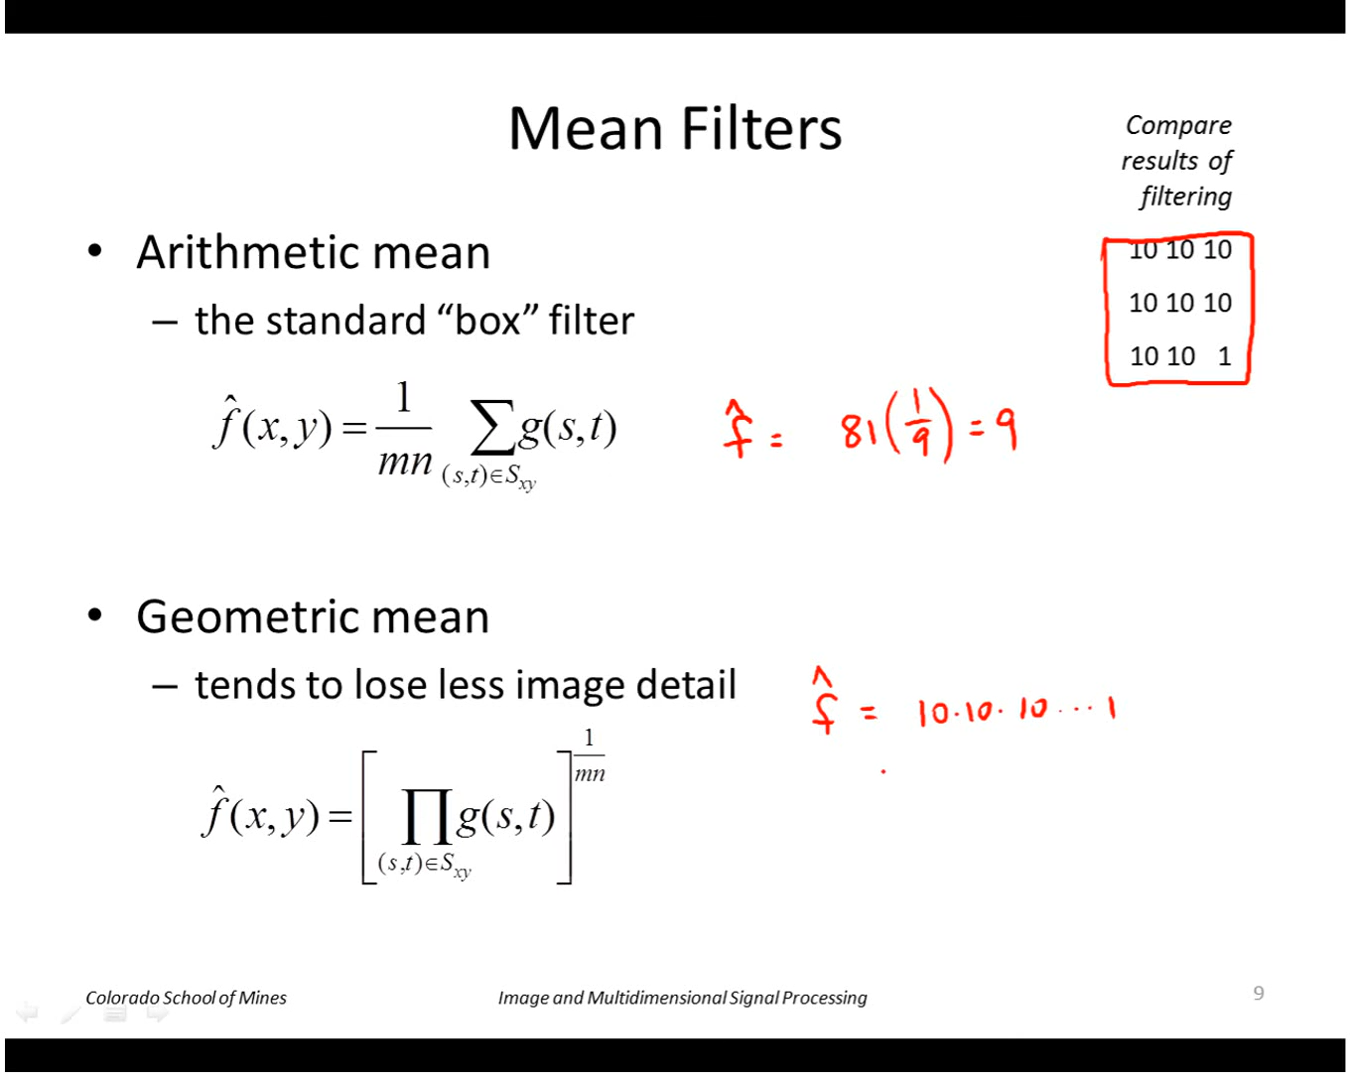 Mean Filters
Compare
results of
filtering
10 10 10
10 10 10
10 10 1
• Arithmetic mean
– the standard “box” filter
f̂(x, y) = 1/mn ∑(s,t)∈Sxy g(s,t)
f̂ = 81(1/9) = 9
• Geometric mean
– tends to lose less image detail
f̂ = 10·10·10···1
f̂(x, y) = [∏(s,t)∈Sxy g(s,t)]^1/mn
Colorado School of Mines
Image and Multidimensional Signal Processing
9